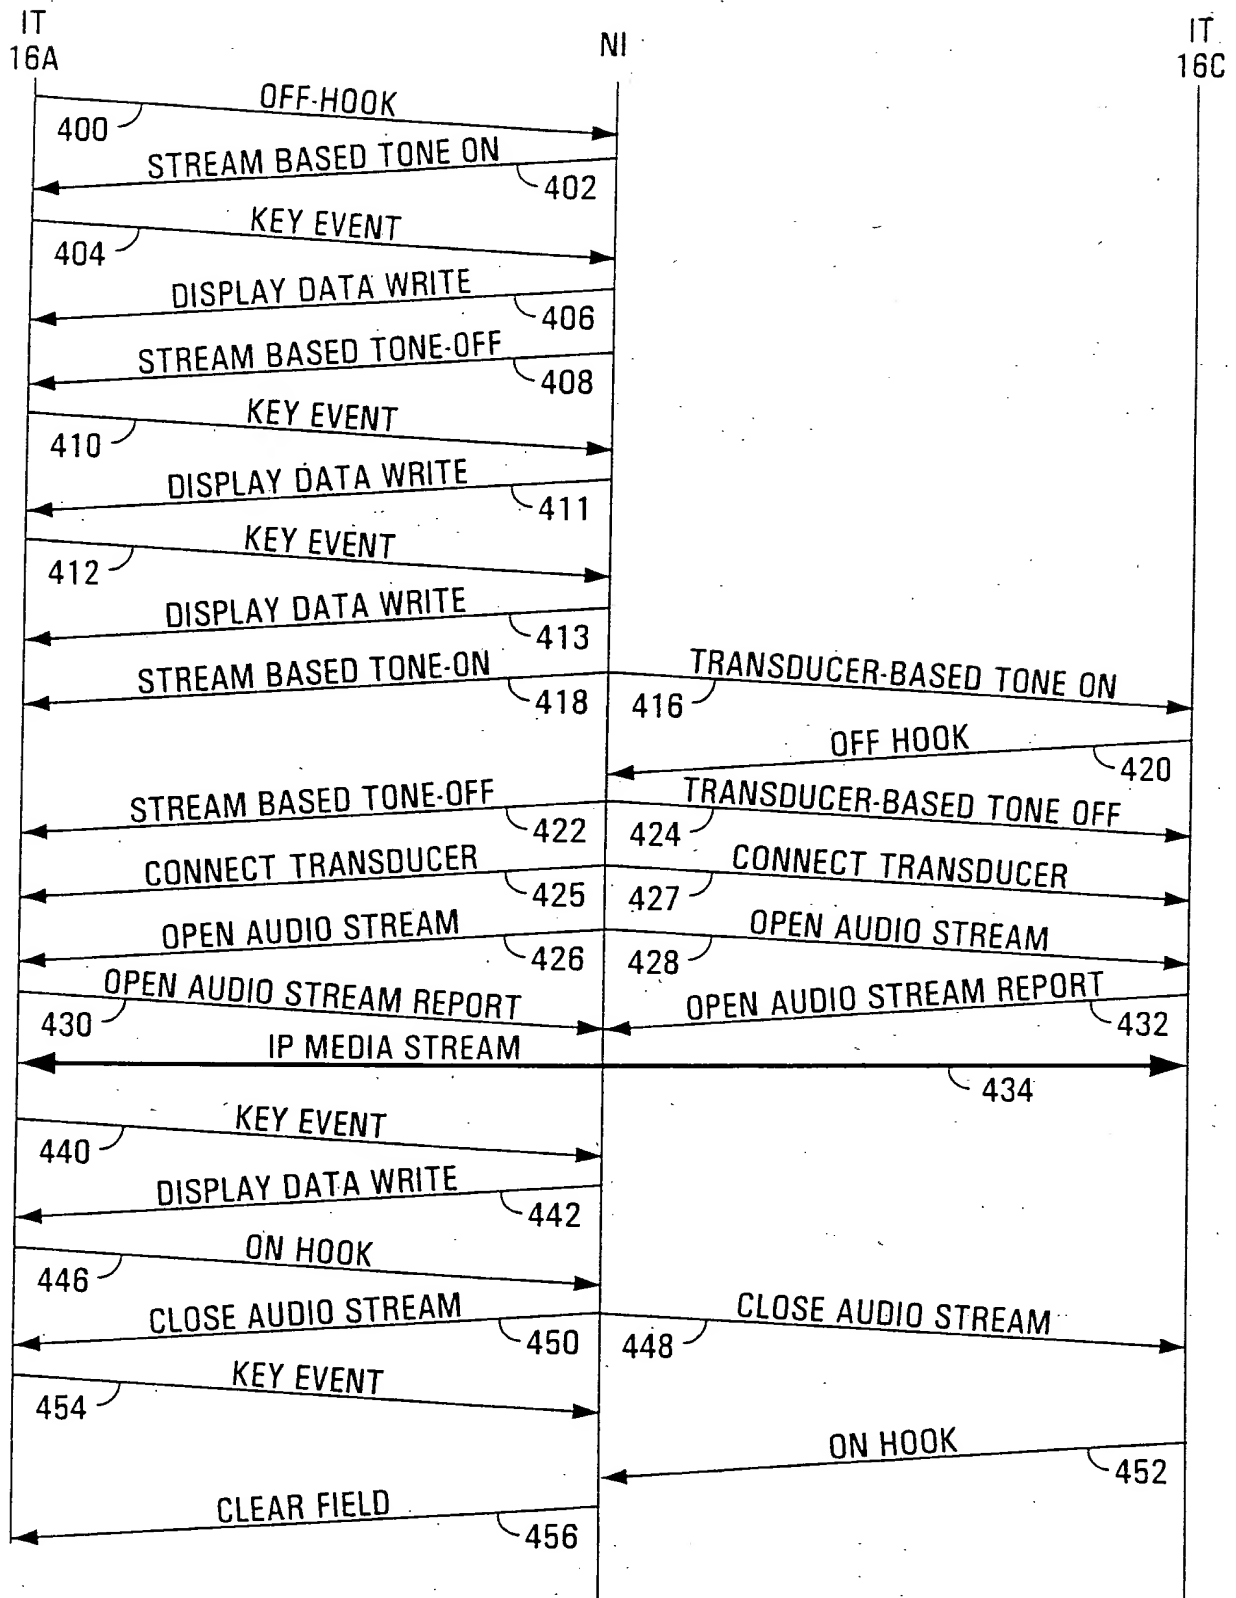 IT
16A
NI
IT
16C
OFF-HOOK
400
STREAM BASED TONE ON
402
KEY EVENT
404
DISPLAY DATA WRITE
406
STREAM BASED TONE-OFF
408
KEY EVENT
410
DISPLAY DATA WRITE
411
KEY EVENT
412
DISPLAY DATA WRITE
413
STREAM BASED TONE-ON
418
TRANSDUCER-BASED TONE ON
416
OFF HOOK
420
STREAM BASED TONE-OFF
422
TRANSDUCER-BASED TONE OFF
424
CONNECT TRANSDUCER
425
CONNECT TRANSDUCER
427
OPEN AUDIO STREAM
426
OPEN AUDIO STREAM
428
OPEN AUDIO STREAM REPORT
430
OPEN AUDIO STREAM REPORT
432
IP MEDIA STREAM
434
KEY EVENT
440
DISPLAY DATA WRITE
442
ON HOOK
446
CLOSE AUDIO STREAM
450
CLOSE AUDIO STREAM
448
KEY EVENT
454
ON HOOK
452
CLEAR FIELD
456